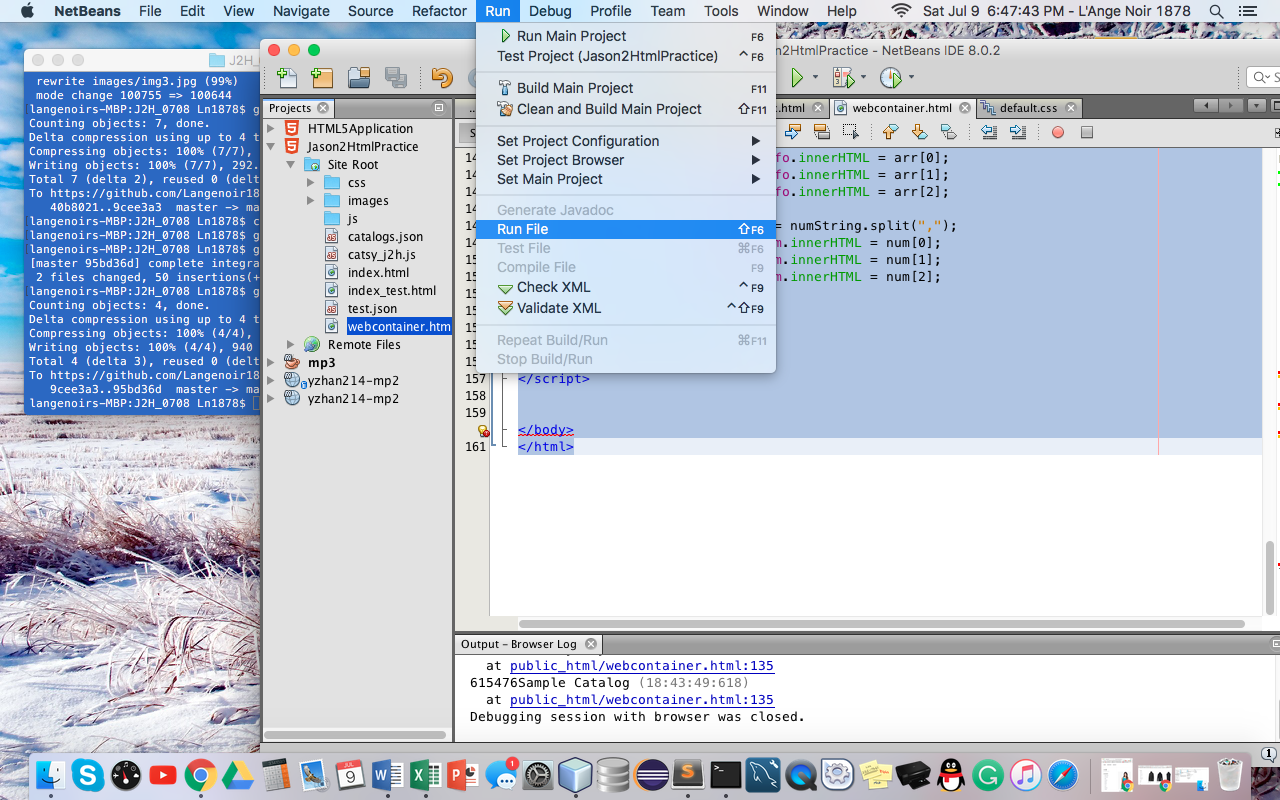 NetBeans File Edit View Navigate Source Refactor Run Debug Profile Team Tools Window Help Sat Jul 9 6:47:43 PM - L'Ange Noir 1878
J2H_
rewrite images/img3.jpg (99%)
mode change 100755 => 100644
langenoirs-MBP:J2H_0708 Ln1878$ g
Counting objects: 7, done.
Delta compression using up to 4 t
Compressing objects: 100% (7/7),
Writing objects: 100% (7/7), 292.
Total 7 (delta 2), reused 0 (delt
To https://github.com/Langenoir18
40b8021..9cee3a3 master -> ma
langenoirs-MBP:J2H_0708 Ln1878$ c
langenoirs-MBP:J2H_0708 Ln1878$ g
langenoirs-MBP:J2H_0708 Ln1878$ g
[master 95bd36d] complete integra
2 files changed, 50 insertions(+
langenoirs-MBP:J2H_0708 Ln1878$ g
Counting objects: 4, done.
Delta compression using up to 4 t
Compressing objects: 100% (4/4),
Writing objects: 100% (4/4), 940
Total 4 (delta 3), reused 0 (delt
To https://github.com/Langenoir18
9cee3a3..95bd36d master -> ma
langenoirs-MBP:J2H_0708 Ln1878$
n2HtmlPractice - NetBeans IDE 8.0.2
Projects
HTML5Application
Jason2HtmlPractice
Site Root
css
images
js
catalogs.json
catsy_j2h.js
index.html
index_test.html
test.json
webcontainer.htm
Remote Files
mp3
yzhan214-mp2
yzhan214-mp2
Run Main Project F6
Test Project (Jason2HtmlPractice) ^F6
Build Main Project F11
Clean and Build Main Project ⇧F11
Set Project Configuration
Set Project Browser
Set Main Project
Generate Javadoc
Run File ⇧F6
Test File ⌘F6
Compile File F9
Check XML ^F9
Validate XML ^⇧F9
Repeat Build/Run ⌘F11
Stop Build/Run
.html webcontainer.html default.css
fo.innerHTML = arr[0];
fo.innerHTML = arr[1];
fo.innerHTML = arr[2];
= numString.split(",");
m.innerHTML = num[0];
m.innerHTML = num[1];
m.innerHTML = num[2];
157 </script>
158
159
</body>
161 </html>
Output - Browser Log
at public_html/webcontainer.html:135
615476Sample Catalog (18:43:49:618)
at public_html/webcontainer.html:135
Debugging session with browser was closed.